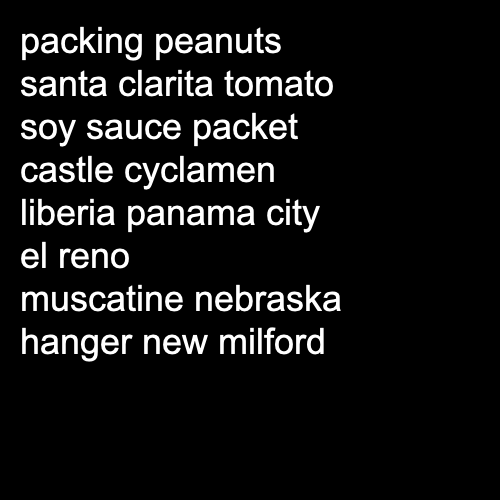 packing peanuts
santa clarita tomato
soy sauce packet
castle cyclamen
liberia panama city
el reno
muscatine nebraska
hanger new milford